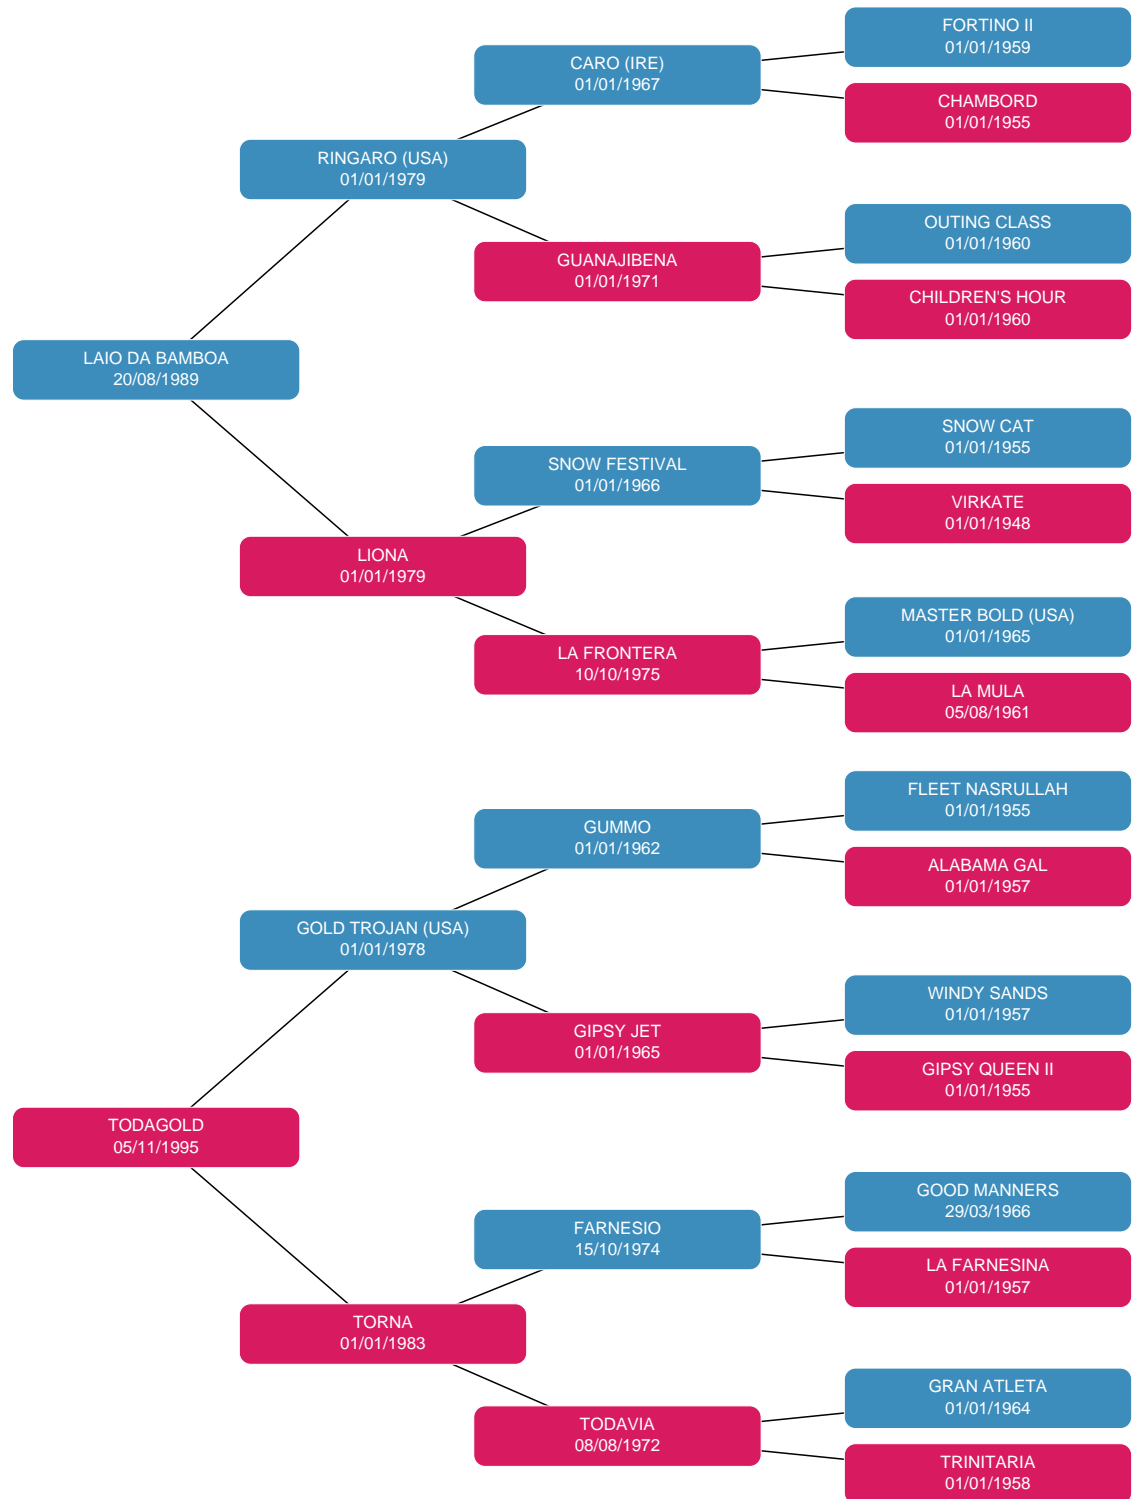 FORTINO II
01/01/1959
CARO (IRE)
01/01/1967
CHAMBORD
01/01/1955
RINGARO (USA)
01/01/1979
OUTING CLASS
01/01/1960
GUANAJIBENA
01/01/1971
CHILDREN'S HOUR
01/01/1960
LAIO DA BAMBOA
20/08/1989
SNOW CAT
01/01/1955
SNOW FESTIVAL
01/01/1966
VIRKATE
01/01/1948
LIONA
01/01/1979
MASTER BOLD (USA)
01/01/1965
LA FRONTERA
10/10/1975
LA MULA
05/08/1961
FLEET NASRULLAH
01/01/1955
GUMMO
01/01/1962
ALABAMA GAL
01/01/1957
GOLD TROJAN (USA)
01/01/1978
WINDY SANDS
01/01/1957
GIPSY JET
01/01/1965
GIPSY QUEEN II
01/01/1955
TODAGOLD
05/11/1995
GOOD MANNERS
29/03/1966
FARNESIO
15/10/1974
LA FARNESINA
01/01/1957
TORNA
01/01/1983
GRAN ATLETA
01/01/1964
TODAVIA
08/08/1972
TRINITARIA
01/01/1958